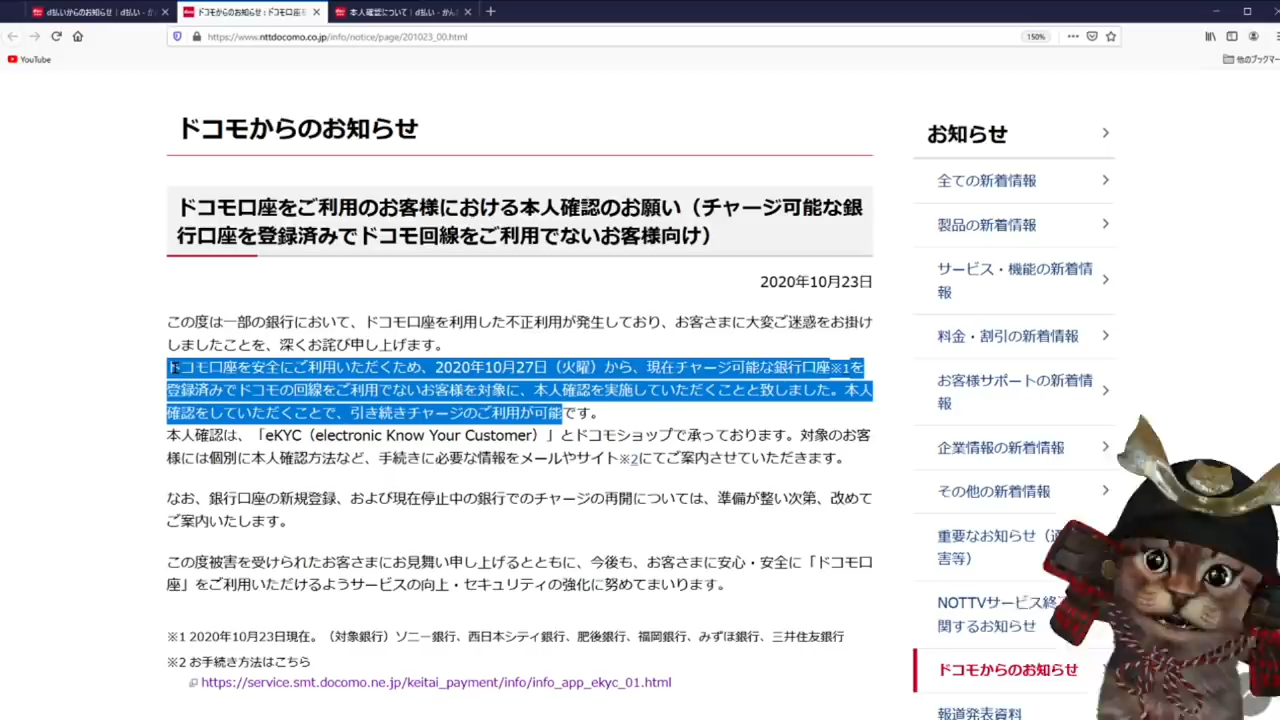 d払いからのお知らせ | d払い - かん
ドコモからのお知らせ : ドコモ口座を
本人確認について | d払い - かん
https://www.nttdocomo.co.jp/info/notice/page/201023_00.html
150%
YouTube
他のブックマー
ドコモからのお知らせ
ドコモ口座をご利用のお客様における本人確認のお願い（チャージ可能な銀
行口座を登録済みでドコモ回線をご利用でないお客様向け）
2020年10月23日
この度は一部の銀行において、ドコモ口座を利用した不正利用が発生しており、お客さまに大変ご迷惑をお掛け
しましたことを、深くお詫び申し上げます。
ドコモ口座を安全にご利用いただくため、2020年10月27日（火曜）から、現在チャージ可能な銀行口座※1を
登録済みでドコモの回線をご利用でないお客様を対象に、本人確認を実施していただくことと致しました。本人
確認をしていただくことで、引き続きチャージのご利用が可能です。
本人確認は、「eKYC（electronic Know Your Customer）」とドコモショップで承っております。対象のお客
様には個別に本人確認方法など、手続きに必要な情報をメールやサイト※2にてご案内させていただきます。
なお、銀行口座の新規登録、および現在停止中の銀行でのチャージの再開については、準備が整い次第、改めて
ご案内いたします。
この度被害を受けられたお客さまにお見舞い申し上げるとともに、今後も、お客さまに安心・安全に「ドコモ口
座」をご利用いただけるようサービスの向上・セキュリティの強化に努めてまいります。
※1 2020年10月23日現在。（対象銀行）ソニー銀行、西日本シティ銀行、肥後銀行、福岡銀行、みずほ銀行、三井住友銀行
※2 お手続き方法はこちら
https://service.smt.docomo.ne.jp/keitai_payment/info/info_app_ekyc_01.html
お知らせ
全ての新着情報
製品の新着情報
サービス・機能の新着情
報
料金・割引の新着情報
お客様サポートの新着情
報
企業情報の新着情報
その他の新着情報
重要なお知らせ（通
害等）
NOTTVサービス終
関するお知らせ
ドコモからのお知らせ
報道発表資料